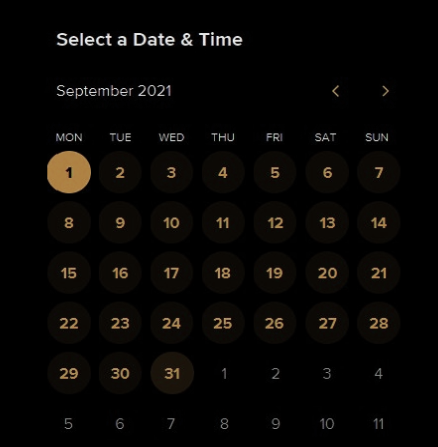 Select a Date & Time
September 2021
MON TUE WED THU FRI SAT SUN
1 2 3 4 5 6 7
8 9 10 11 12 13 14
15 16 17 18 19 20 21
22 23 24 25 26 27 28
29 30 31 1 2 3 4
5 6 7 8 9 10 11